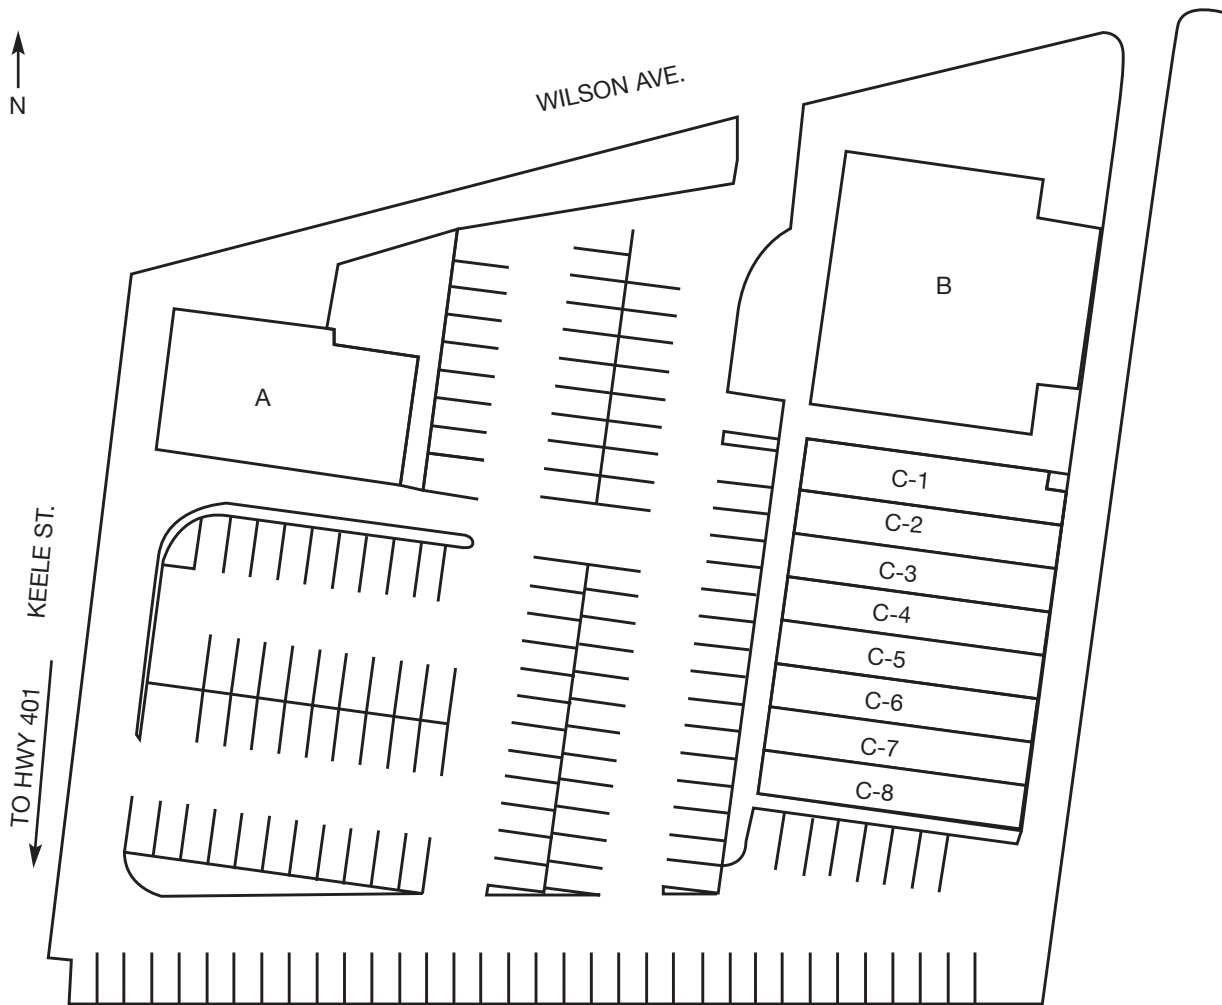 WILSON AVE.
N
B
A
C-1
C-2
C-3
C-4
C-5
C-6
C-7
C-8
KEELE ST.
TO HWY 401